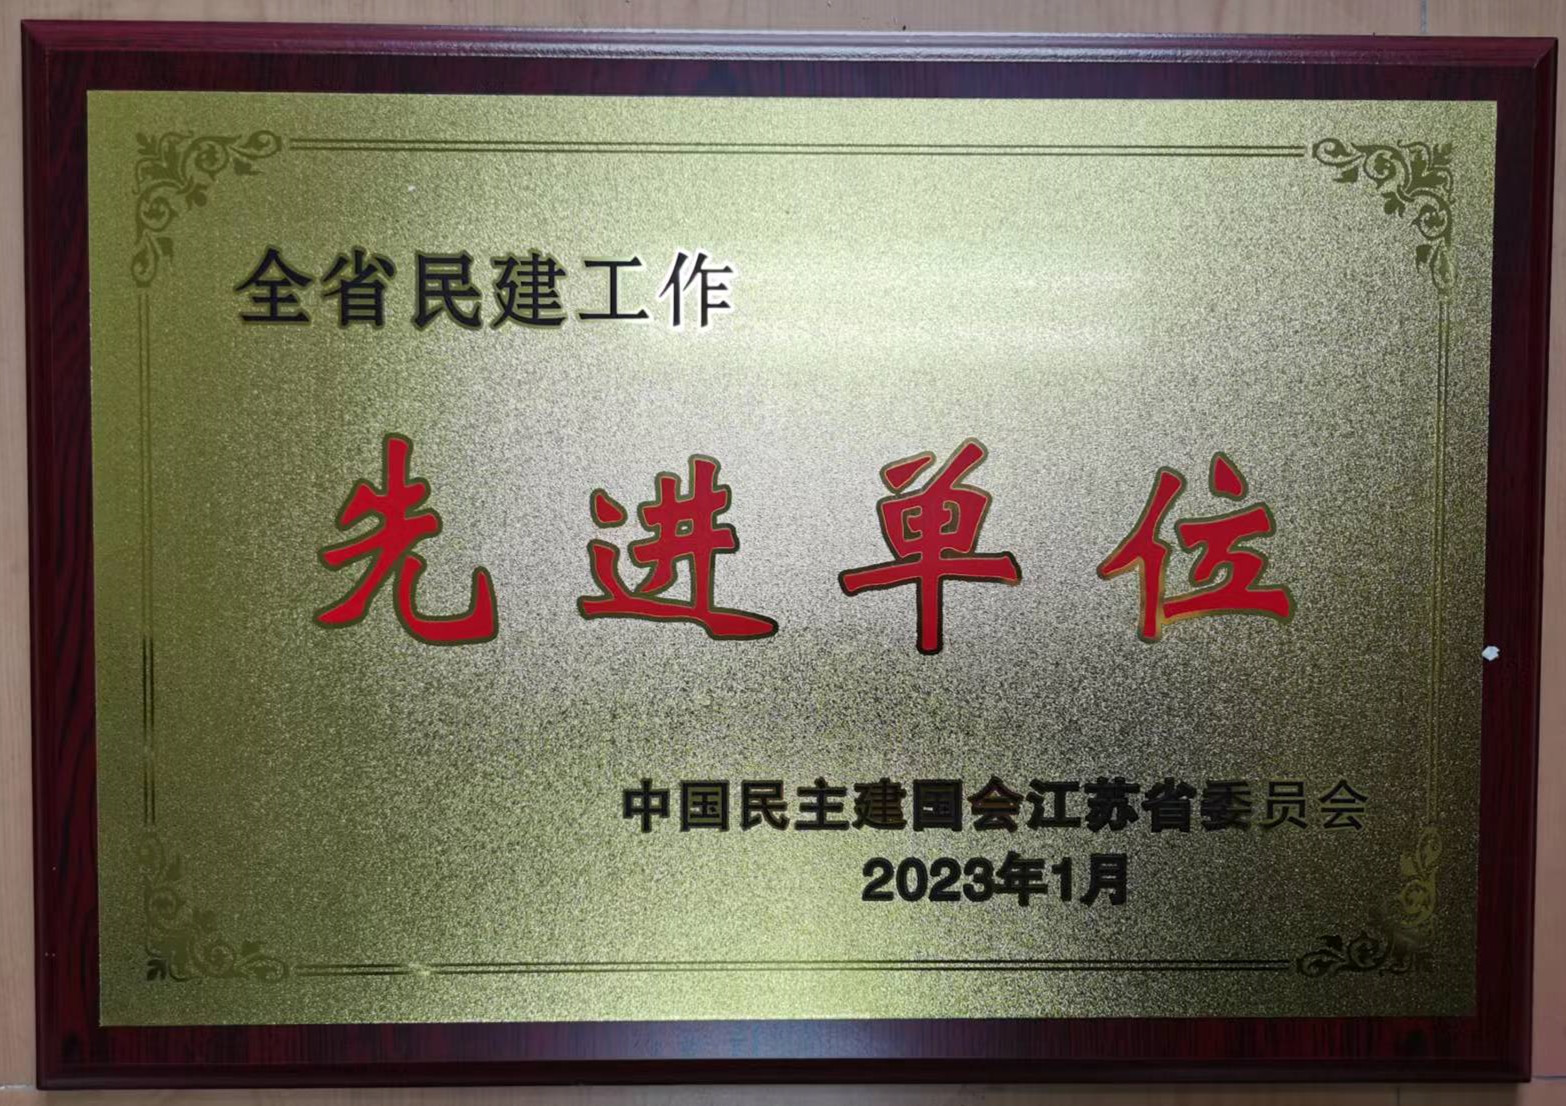 全省民建工作
先进单位
中国民主建国会江苏省委员会
2023年1月